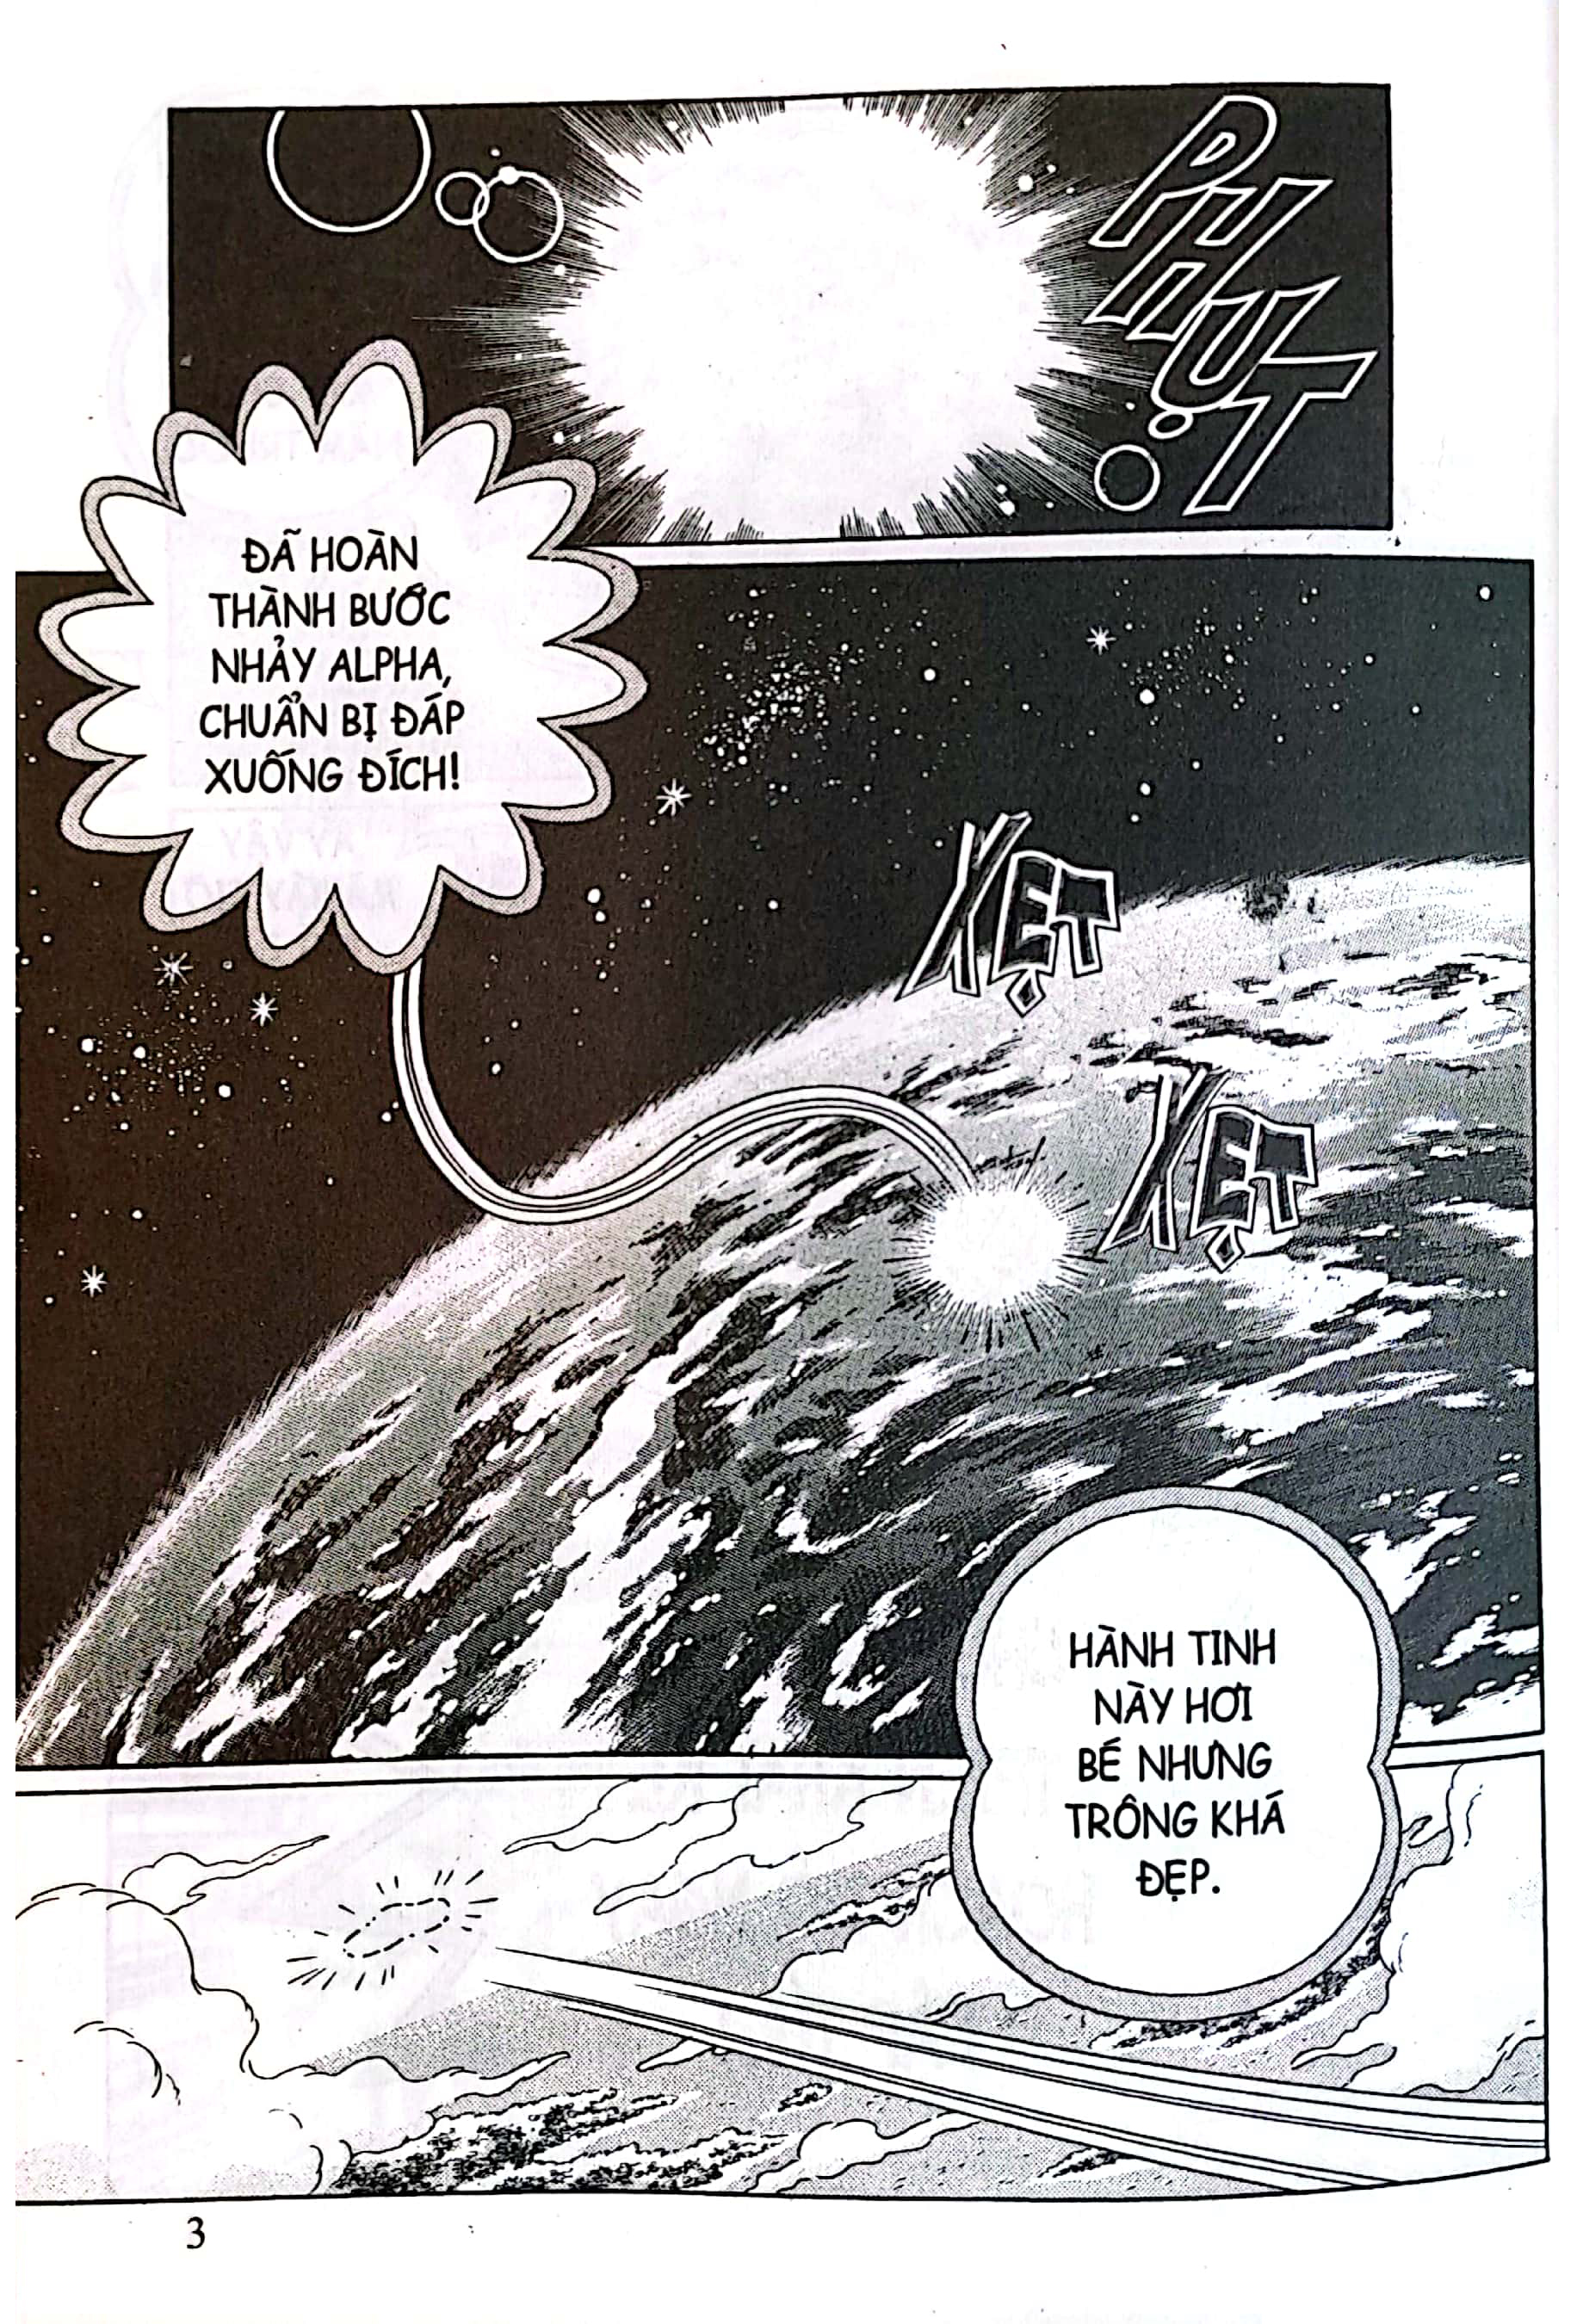 PHỤT
ĐÃ HOÀN
THÀNH BƯỚC
NHẢY ALPHA,
CHUẨN BỊ ĐÁP
XUỐNG ĐÍCH!
XẸT
XẸT
HÀNH TINH
NÀY HƠI
BÉ NHƯNG
TRÔNG KHÁ
ĐẸP.
3